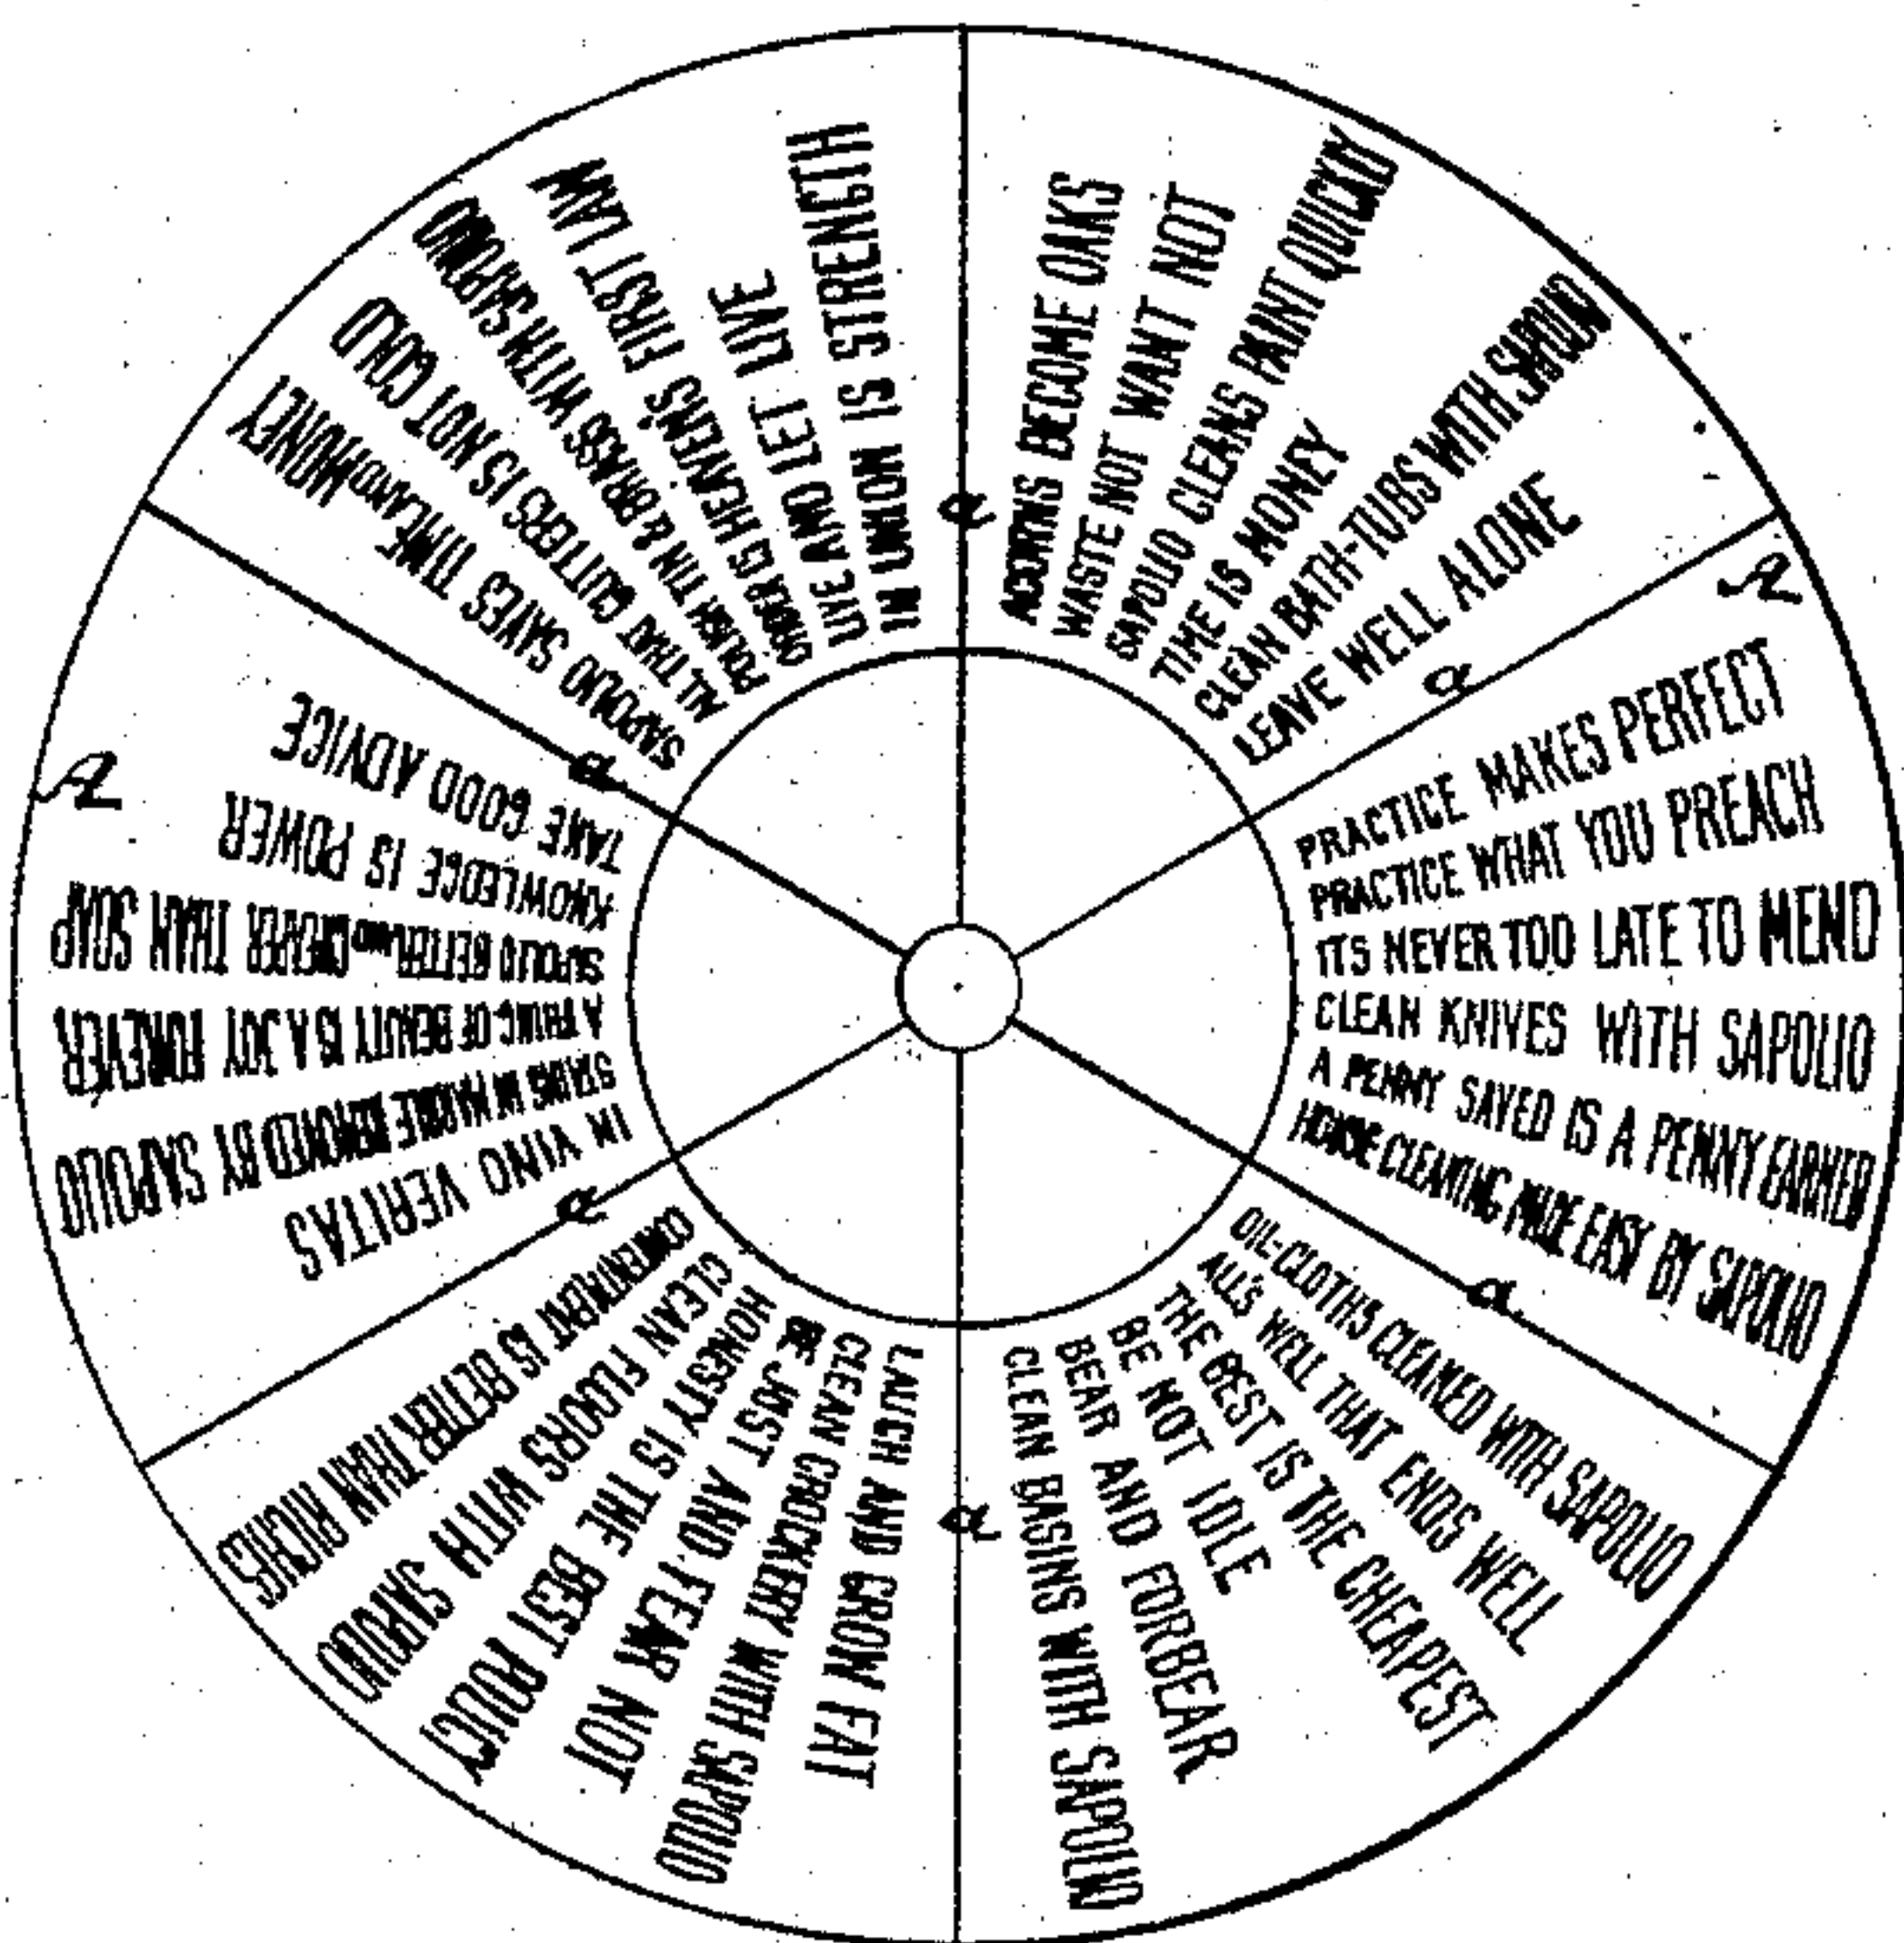 ACORNS BECOME OAKS
WASTE NOT WANT NOT
SAPOLIO CLEANS PAINT QUICKLY
TIME IS MONEY
CLEAN BATH-TUBS WITH SAPOLIO
LEAVE WELL ALONE
a
A
PRACTICE MAKES PERFECT
PRACTICE WHAT YOU PREACH
ITS NEVER TOO LATE TO MEND
CLEAN KNIVES WITH SAPOLIO
A PENNY SAVED IS A PENNY EARNED
HOUSE CLEANING MADE EASY BY SAPOLIO
a
OIL-CLOTHS CLEANED WITH SAPOLIO
ALL'S WELL THAT ENDS WELL
THE BEST IS THE CHEAPEST
BE NOT IDLE
BEAR AND FORBEAR
CLEAN BASINS WITH SAPOLIO
a
LAUGH AND GROW FAT
CLEAN CROCKERY WITH SAPOLIO
BE JUST AND FEAR NOT
HONESTY IS THE BEST POLICY
CLEAN FLOORS WITH SAPOLIO
CONTENTMENT IS BETTER THAN RICHES
a
IN VINO VERITAS
STAINS IN MARBLE REMOVED BY SAPOLIO
A THING OF BEAUTY IS A JOY FOREVER
SAPOLIO BETTER AND CHEAPER THAN SOAP
KNOWLEDGE IS POWER
TAKE GOOD ADVICE
A
a
SAPOLIO SAVES TIME AND MONEY
ALL THAT GLITTERS IS NOT GOLD
POLISH TIN & BRASS WITH SAPOLIO
ORDER IS HEAVEN'S FIRST LAW
LIVE AND LET LIVE
IN UNION IS STRENGTH
a